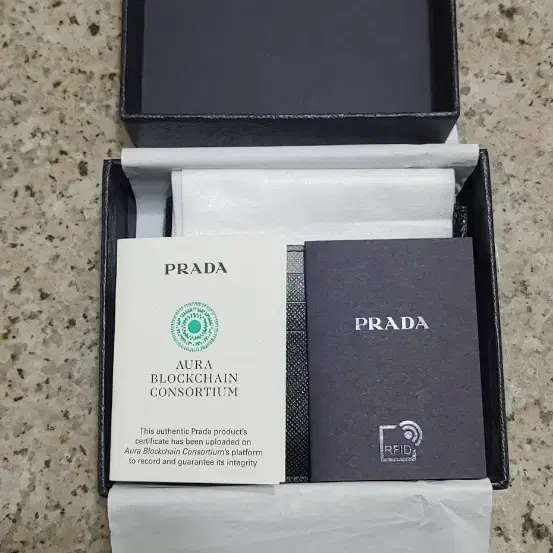 PRADA
AURA
BLOCKCHAIN
CONSORTIUM
This authentic Prada product's
certificate has been uploaded on
Aura Blockchain Consortium's platform
to record and guarantee its integrity
PRADA
RFID